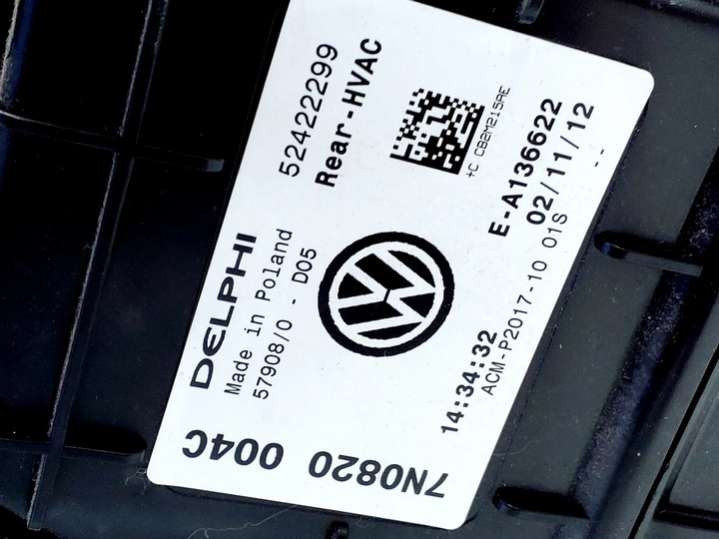 DELPHI
Made in Poland
57908/0 - D05
52422299
Rear-HVAC
+C C82M215AE
E-A136622
02/11/12
14:34:32
ACM-P2017-10 01S
--
7N0820 004C